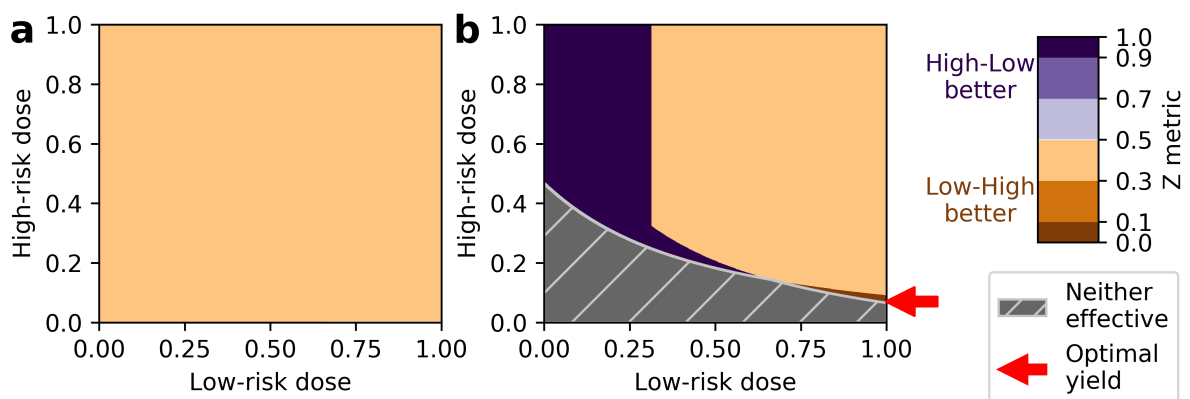 a
1.0
0.8
0.6
0.4
0.2
0.0
High-risk dose
0.00 0.25 0.50 0.75 1.00
Low-risk dose
b
1.0
0.8
0.6
0.4
0.2
0.0
High-risk dose
0.00 0.25 0.50 0.75 1.00
Low-risk dose
High-Low
better
Low-High
better
1.0
0.9
0.7
0.5
0.3
0.1
0.0
Z metric
Neither
effective
Optimal
yield